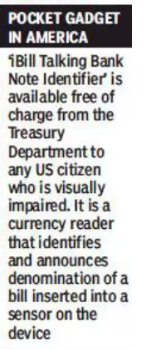 POCKET GADGET
IN AMERICA
'iBill Talking Bank
Note Identifier' is
available free of
charge from the
Treasury
Department to
any US citizen
who is visually
impaired. It is a
currency reader
that identifies
and announces
denomination of a
bill inserted into a
sensor on the
device